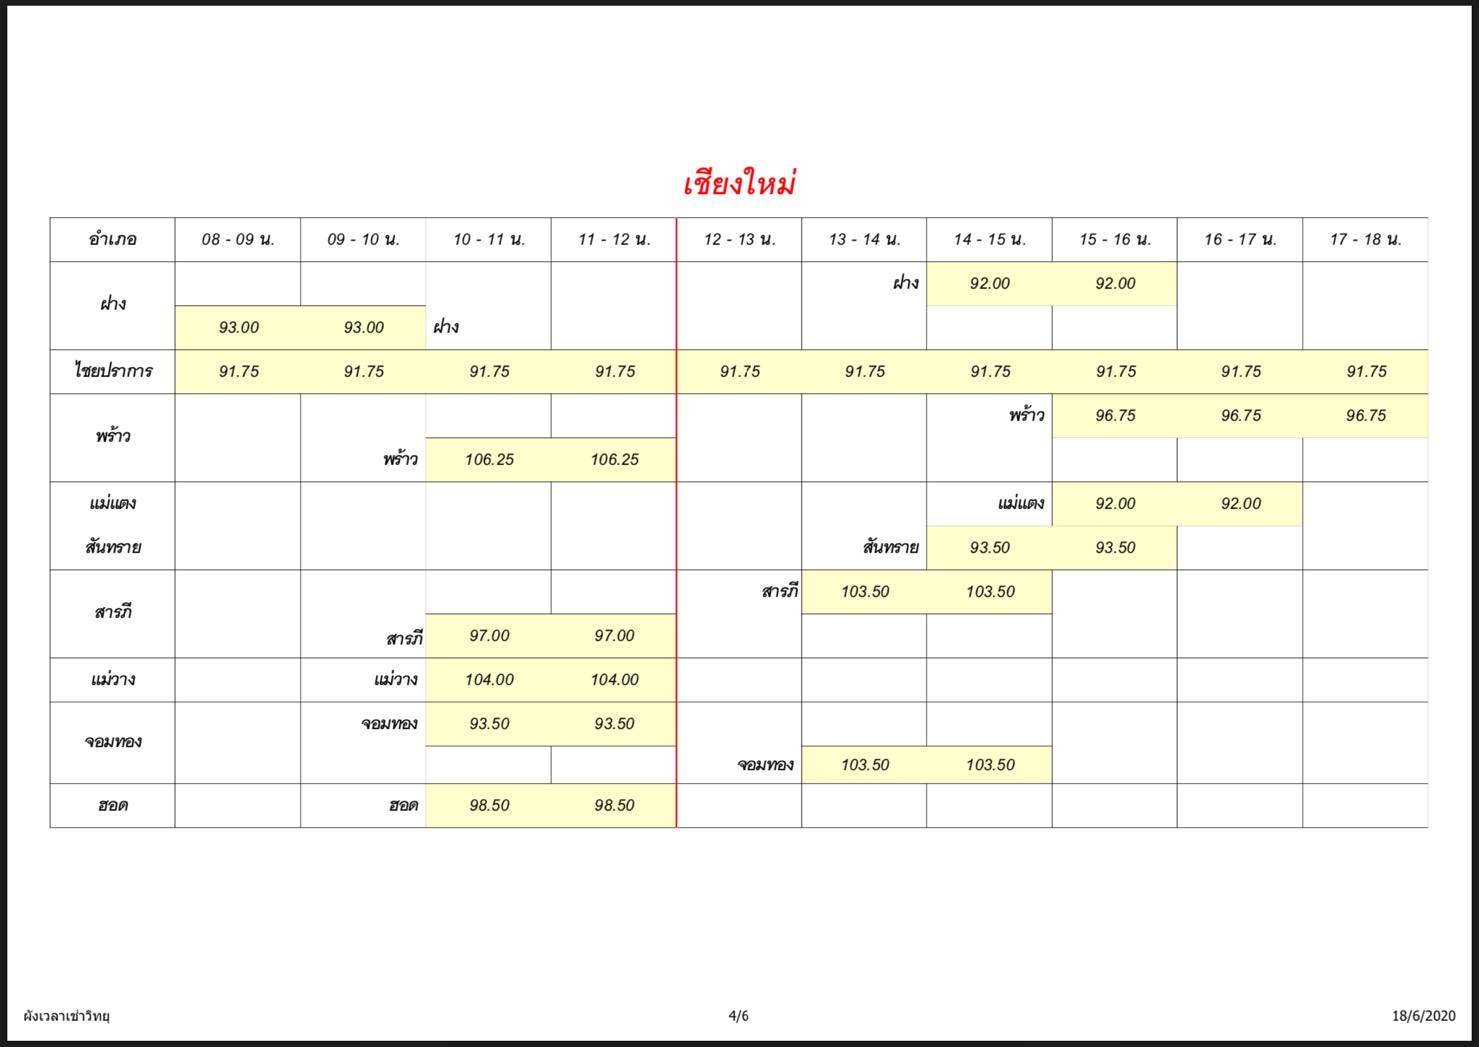 เชียงใหม่
อำเภอ 08 - 09 น. 09 - 10 น. 10 - 11 น. 11 - 12 น. 12 - 13 น. 13 - 14 น. 14 - 15 น. 15 - 16 น. 16 - 17 น. 17 - 18 น.
ฝาง ฝาง 92.00 92.00
93.00 93.00 ฝาง
ไชยปราการ 91.75 91.75 91.75 91.75 91.75 91.75 91.75 91.75 91.75 91.75
พร้าว พร้าว 96.75 96.75 96.75
พร้าว 106.25 106.25
แม่แตง แม่แตง 92.00 92.00
สันทราย สันทราย 93.50 93.50
สารภี สารภี 103.50 103.50
สารภี 97.00 97.00
แม่วาง แม่วาง 104.00 104.00
จอมทอง จอมทอง 93.50 93.50
จอมทอง 103.50 103.50
ฮอด ฮอด 98.50 98.50
ผังเวลาเช่าวิทยุ 4/6 18/6/2020